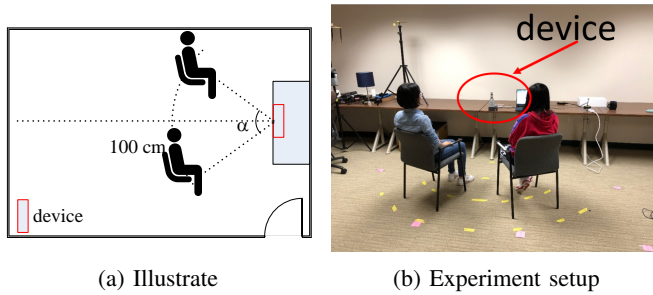 device
α
100 cm
device
(a) Illustrate
(b) Experiment setup